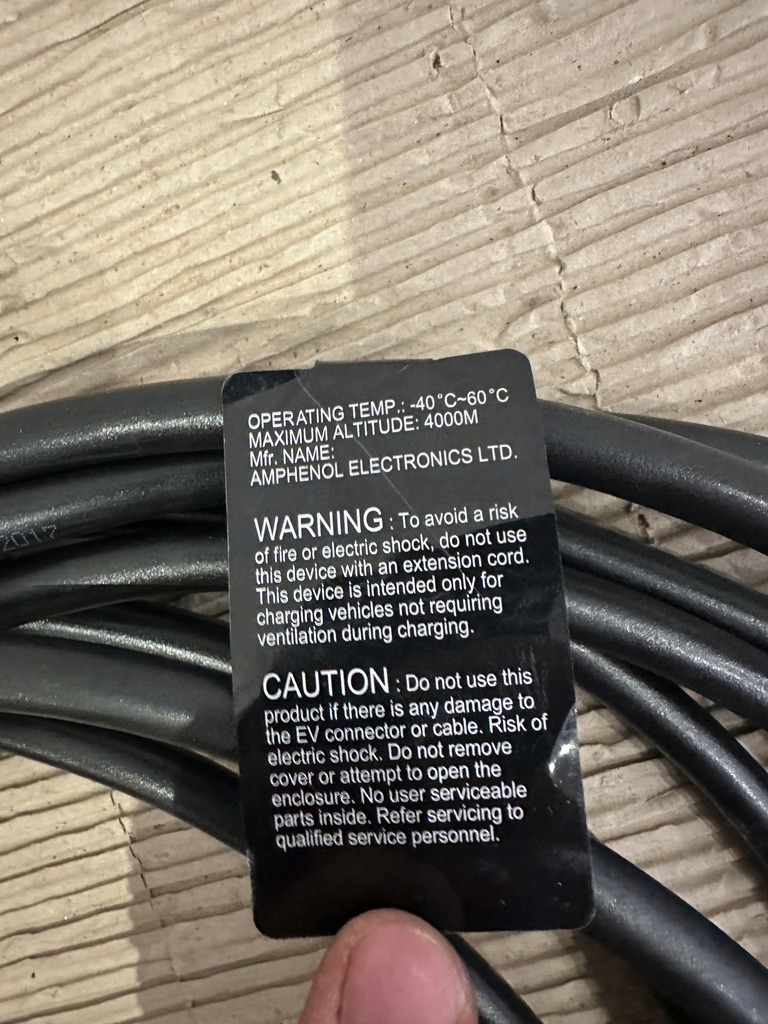 OPERATING TEMP.: -40°C~60°C
MAXIMUM ALTITUDE: 4000M
Mfr. NAME:
AMPHENOL ELECTRONICS LTD.
WARNING : To avoid a risk
of fire or electric shock, do not use
this device with an extension cord.
This device is intended only for
charging vehicles not requiring
ventilation during charging.
CAUTION : Do not use this
product if there is any damage to
the EV connector or cable. Risk of
electric shock. Do not remove
cover or attempt to open the
enclosure. No user serviceable
parts inside. Refer servicing to
qualified service personnel.